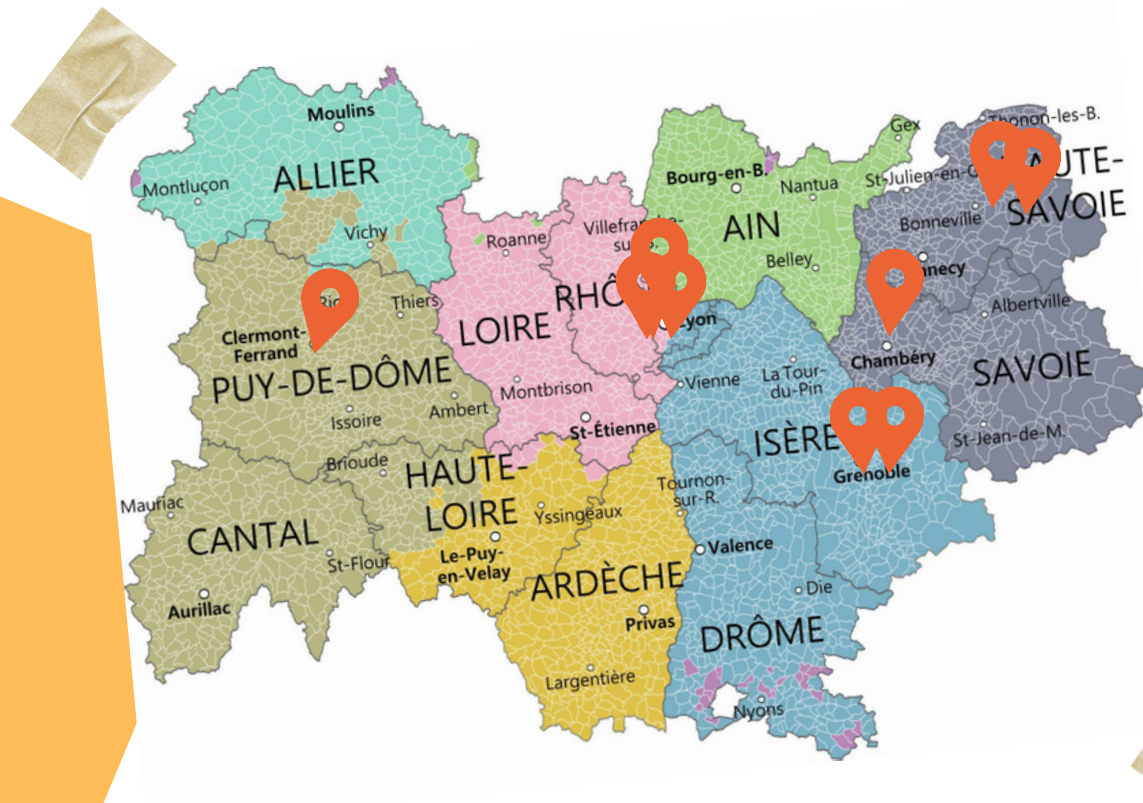 Moulins
Montluçon
ALLIER
Vichy
Bourg-en-B.
Nantua
Gex
AIN
Belley
Thonon-les-B.
St-Julien-en-G
Bonneville
SAVOIE
Roanne
Villefranche-
LOIRE
Montbrison
St-Étienne
Lyon
Thiers
Clermont-
Ferrand
PUY-DE-DÔME
Issoire
Ambert
Albertville
Chambéry
SAVOIE
St-Jean-de-M.
Vienne
La Tour-
du-Pin
ISÈRE
Grenoble
Brioude
HAUTE-
LOIRE
Yssingeaux
Le-Puy-
en-Velay
Mauriac
CANTAL
St-Flour
Aurillac
Tournon-
sur-R.
Valence
ARDÈCHE
Privas
Largentière
Die
DRÔME
Nyons